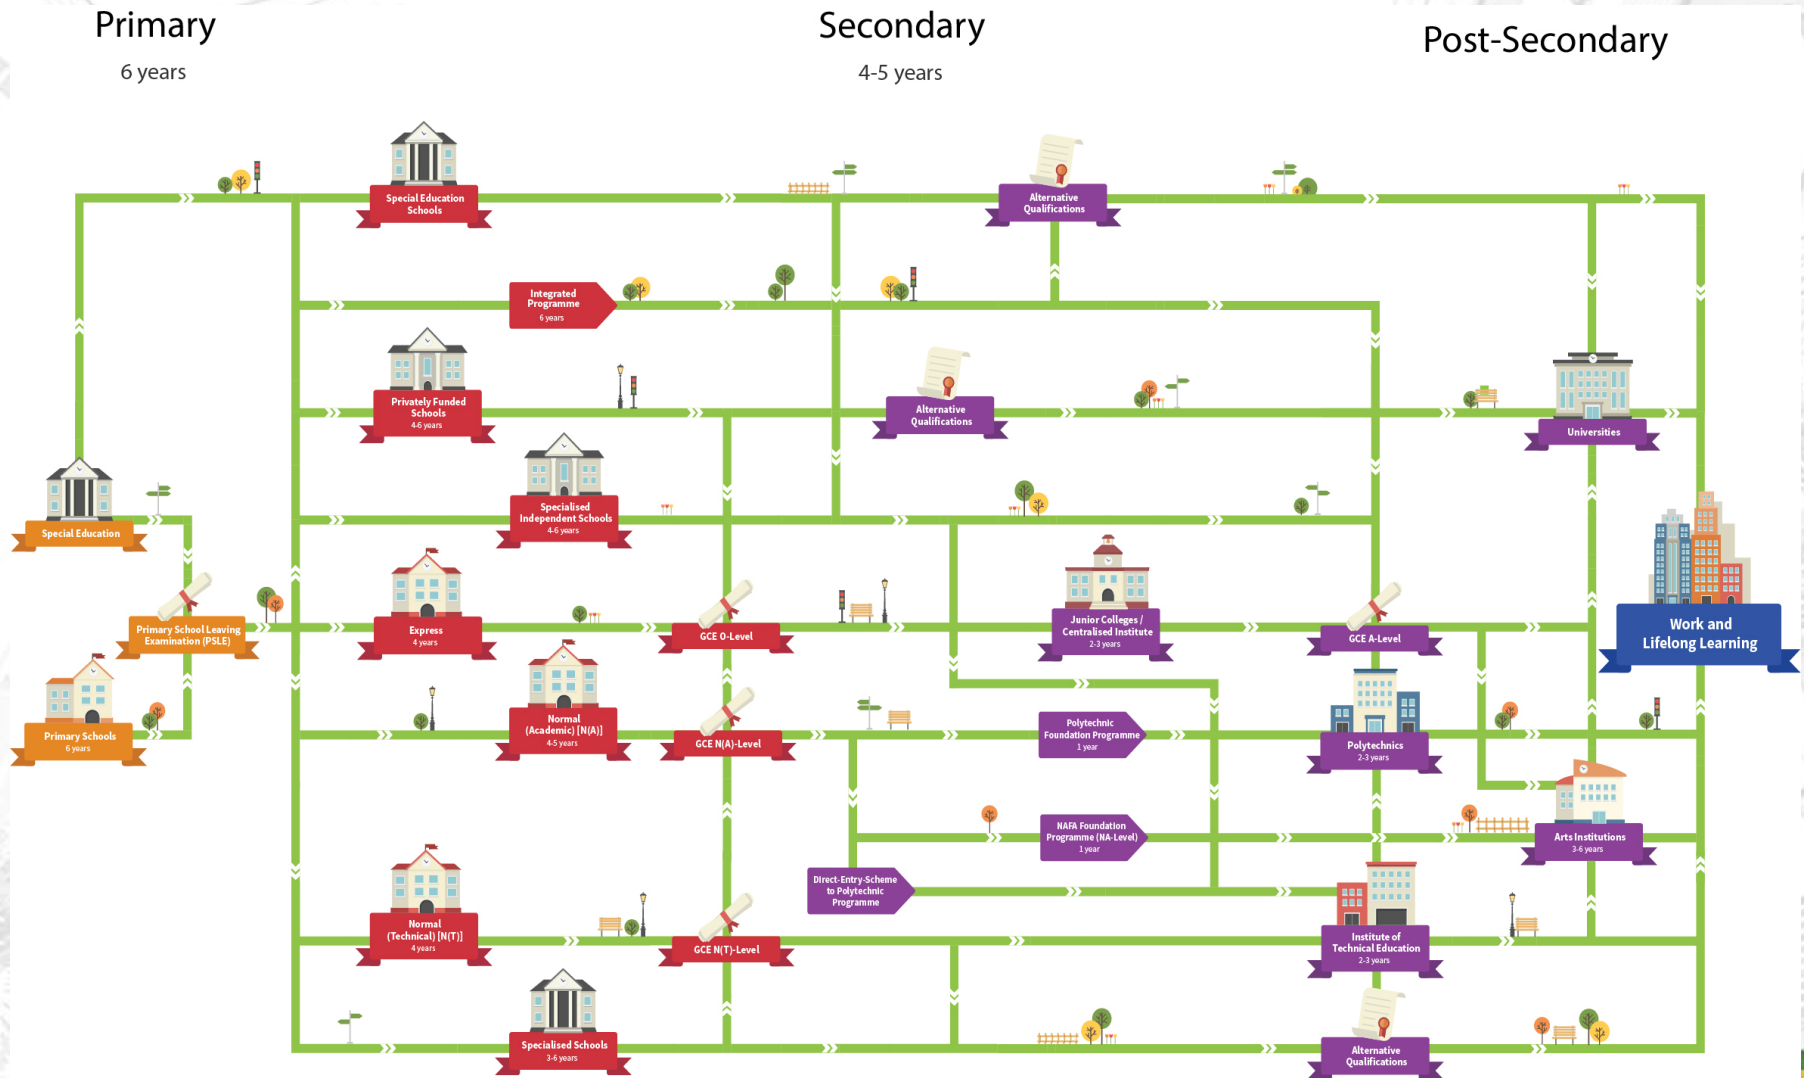 Primary
6 years
Secondary
4-5 years
Post-Secondary
Special Education
Schools
Alternative
Qualifications
Integrated
Programme
6 years
Privately Funded
Schools
4-6 years
Alternative
Qualifications
Universities
Specialised
Independent Schools
4-6 years
Special Education
Primary School Leaving
Examination (PSLE)
Express
4 years
GCE O-Level
Junior Colleges /
Centralised Institute
2-3 years
GCE A-Level
Work and
Lifelong Learning
Primary Schools
6 years
Normal
(Academic) [N(A)]
4-5 years
GCE N(A)-Level
Polytechnic
Foundation Programme
1 year
Polytechnics
2-3 years
NAFA Foundation
Programme (NA-Level)
1 year
Arts Institutions
3-6 years
Direct-Entry-Scheme
to Polytechnic
Programme
Normal
(Technical) [N(T)]
4 years
GCE N(T)-Level
Institute of
Technical Education
2-3 years
Specialised Schools
3-6 years
Alternative
Qualifications